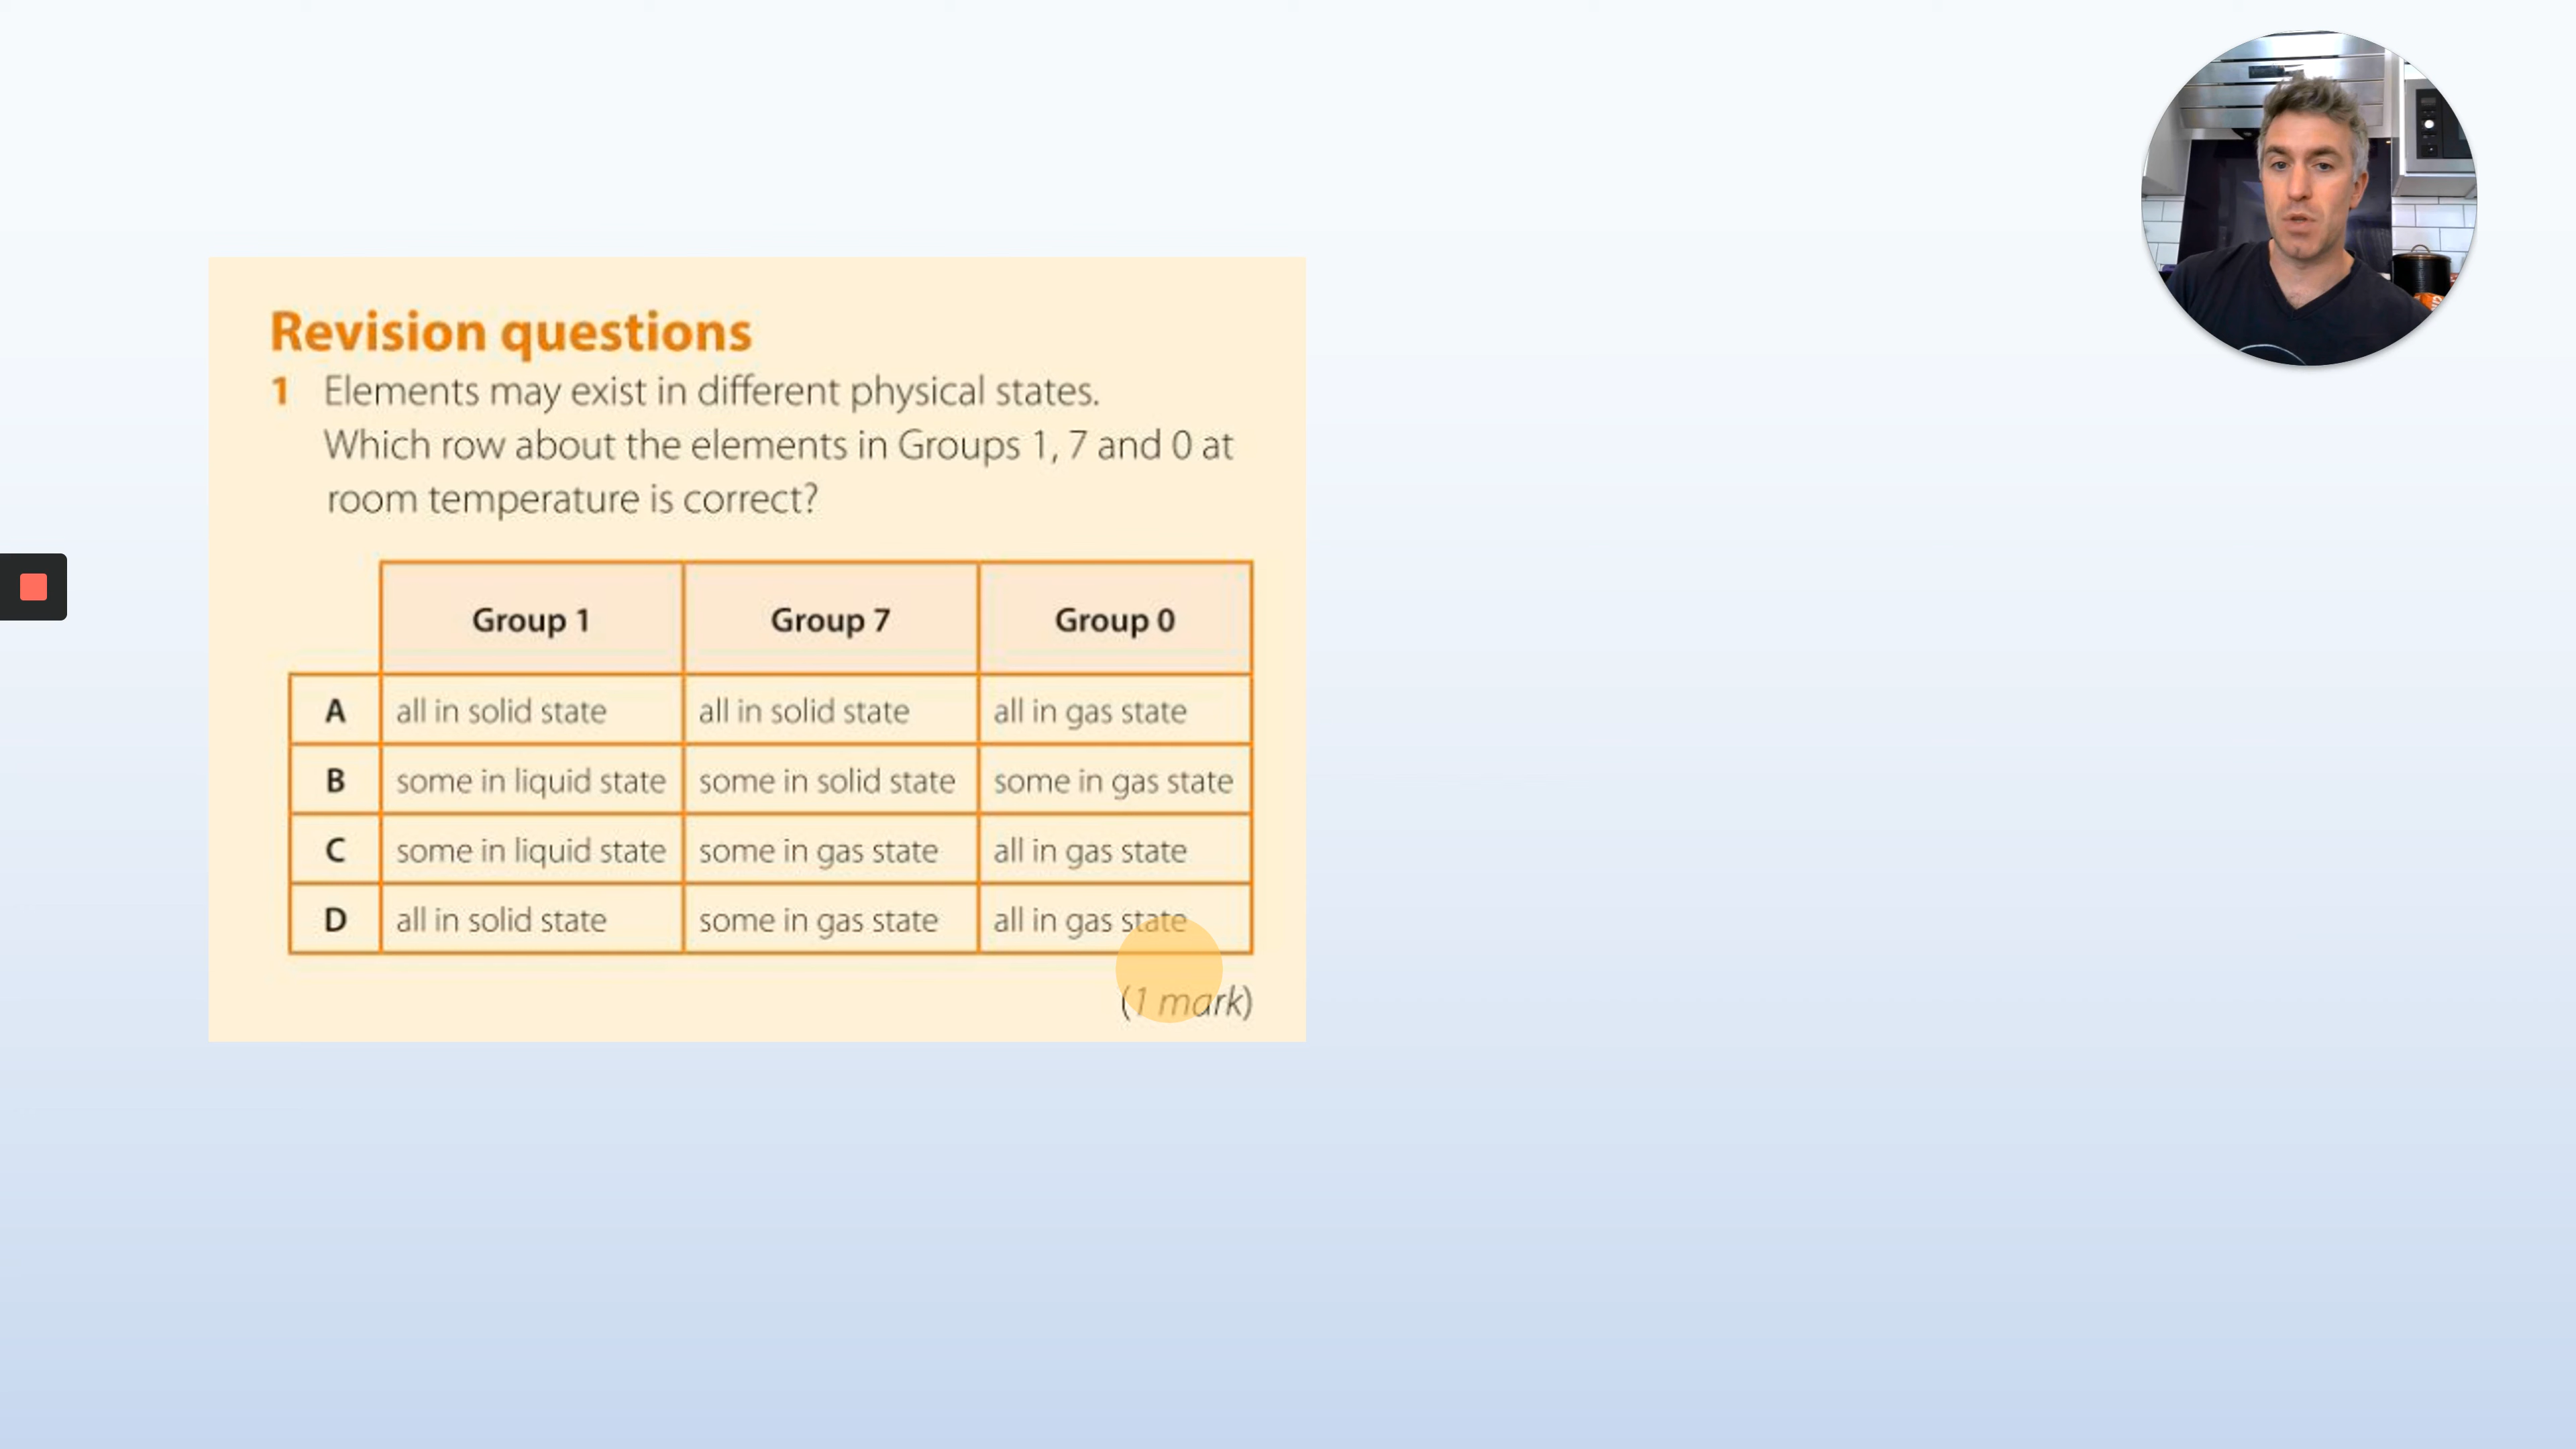 Revision questions
1 Elements may exist in different physical states.
Which row about the elements in Groups 1, 7 and 0 at
room temperature is correct?
Group 1 Group 7 Group 0
A all in solid state all in solid state all in gas state
B some in liquid state some in solid state some in gas state
C some in liquid state some in gas state all in gas state
D all in solid state some in gas state all in gas state
(1 mark)